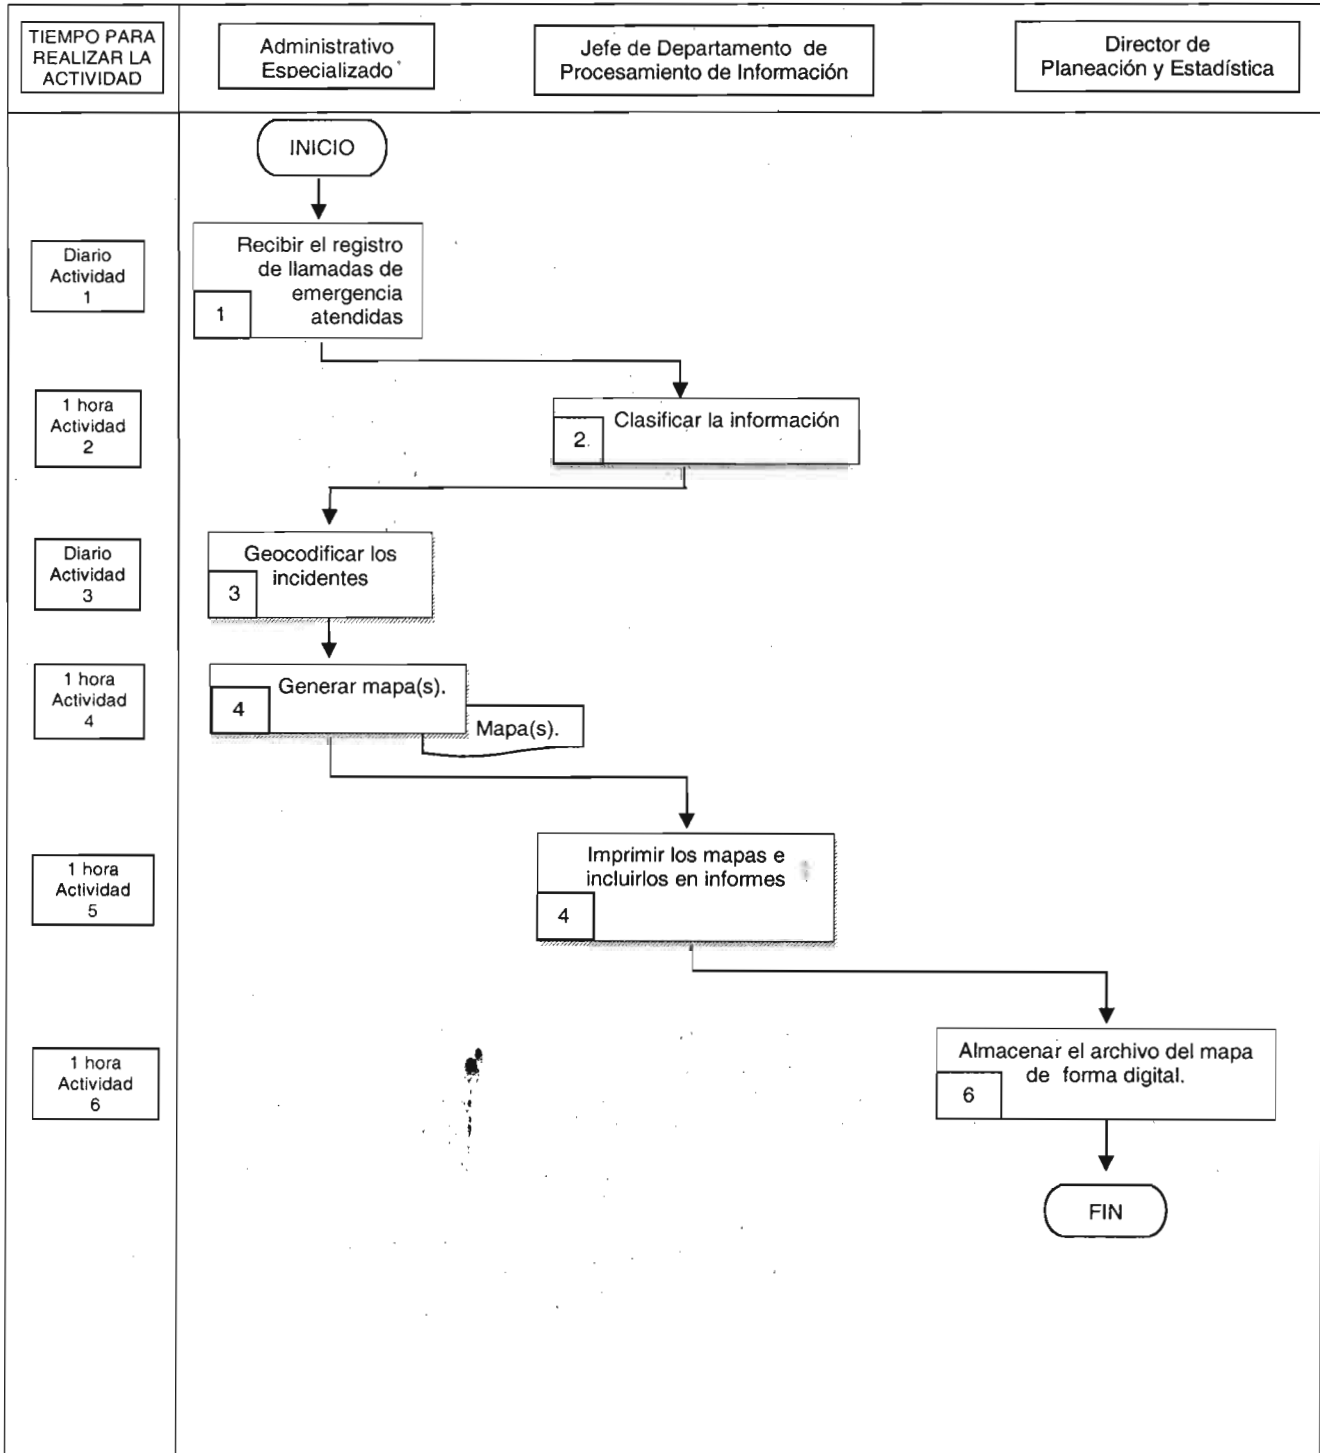 TIEMPO PARA
REALIZAR LA
ACTIVIDAD
Administrativo
Especializado
Jefe de Departamento de
Procesamiento de Información
Director de
Planeación y Estadística
INICIO
Diario
Actividad
1
Recibir el registro
de llamadas de
emergencia
atendidas
1
1 hora
Actividad
2
Clasificar la información
2.
Diario
Actividad
3
Geocodificar los
incidentes
3
1 hora
Actividad
4
Generar mapa(s).
4
Mapa(s).
1 hora
Actividad
5
Imprimir los mapas e
incluirlos en informes
4
1 hora
Actividad
6
Almacenar el archivo del mapa
de forma digital.
6
FIN